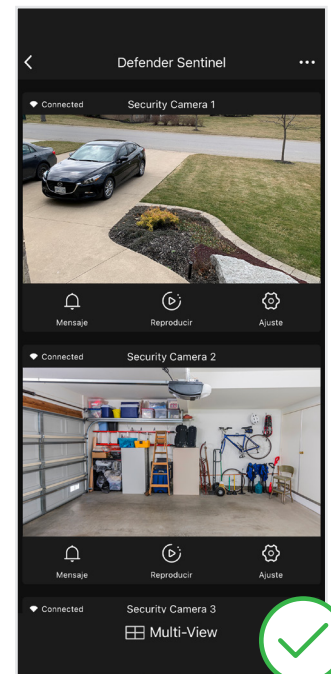 Defender Sentinel
Connected Security Camera 1
Mensaje Reproducir Ajuste
Connected Security Camera 2
Mensaje Reproducir Ajuste
Connected Security Camera 3
Multi-View